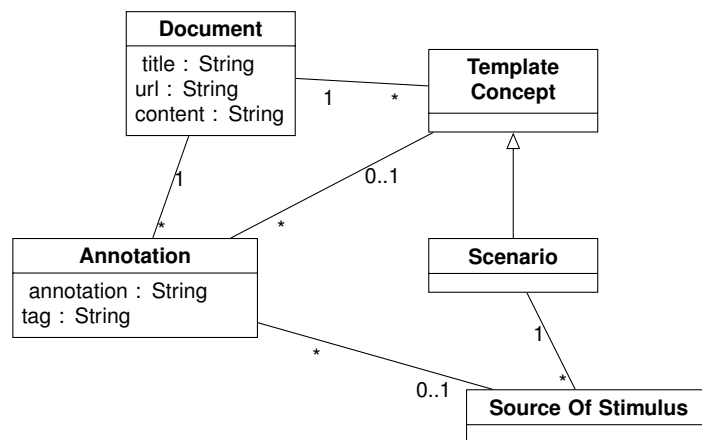 Document
title : String
url : String
content : String
Template
Concept
1
*
1
*
0..1
*
Annotation
annotation : String
tag : String
Scenario
1
*
*
0..1
Source Of Stimulus